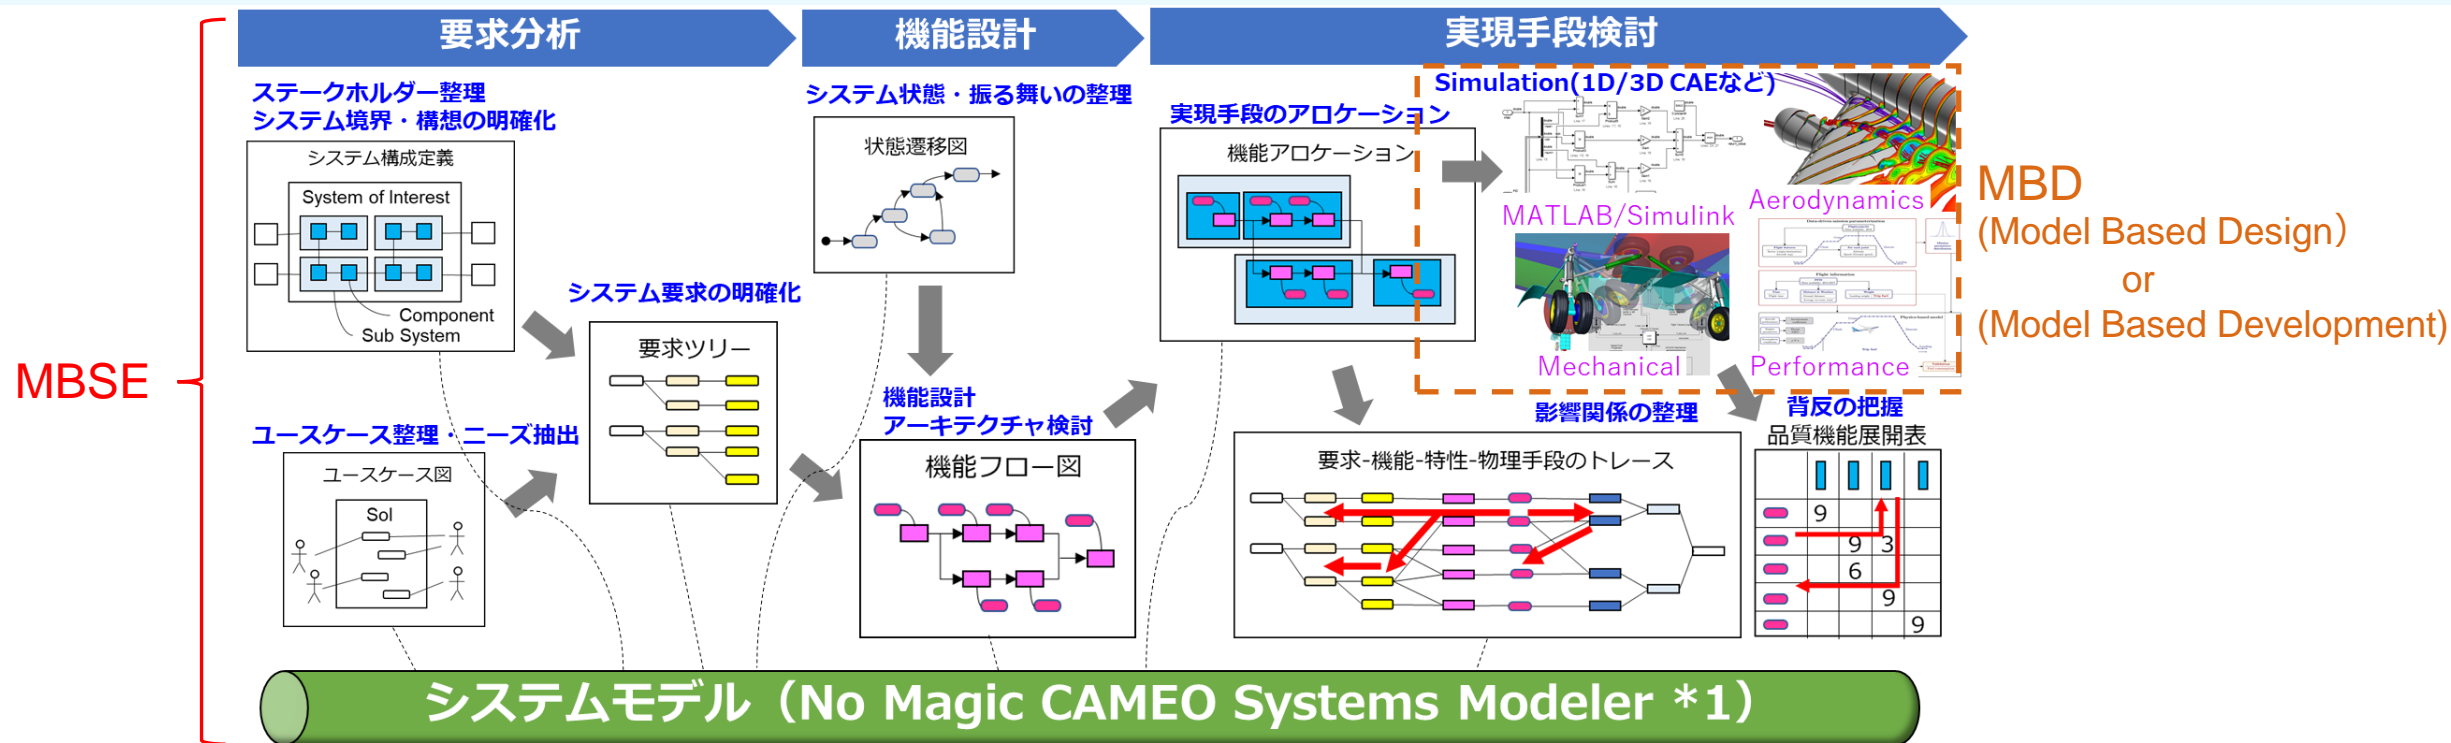 要求分析
機能設計
実現手段検討
ステークホルダー整理
システム境界・構想の明確化
システム構成定義
System of Interest
Component
Sub System
ユースケース整理・ニーズ抽出
ユースケース図
SoI
システム要求の明確化
要求ツリー
システム状態・振る舞いの整理
状態遷移図
機能設計
アーキテクチャ検討
機能フロー図
実現手段のアロケーション
機能アロケーション
Simulation(1D/3D CAEなど)
MATLAB/Simulink
Aerodynamics
Mechanical
Performance
影響関係の整理
要求-機能-特性-物理手段のトレース
背反の把握
品質機能展開表
9
9 3
6
9
9
MBSE
MBD
(Model Based Design）
or
(Model Based Development)
システムモデル（No Magic CAMEO Systems Modeler *1）